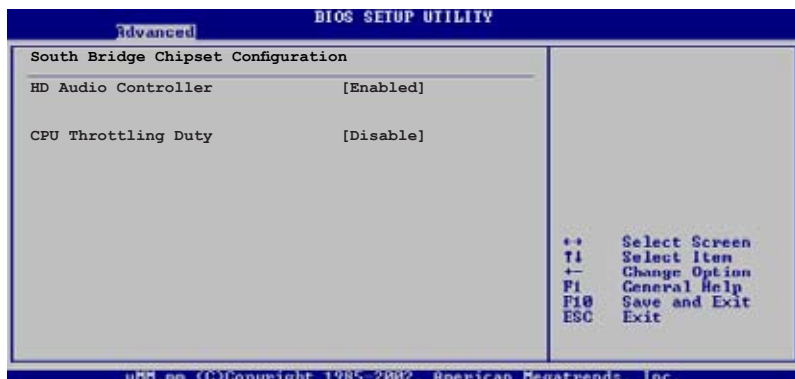 BIOS SETUP UTILITY
Advanced
South Bridge Chipset Configuration
HD Audio Controller [Enabled]
CPU Throttling Duty [Disable]
←→ Select Screen
↑↓ Select Item
+- Change Option
F1 General Help
F10 Save and Exit
ESC Exit
(C)Copyright 1985-2002, American Megatrends, Inc